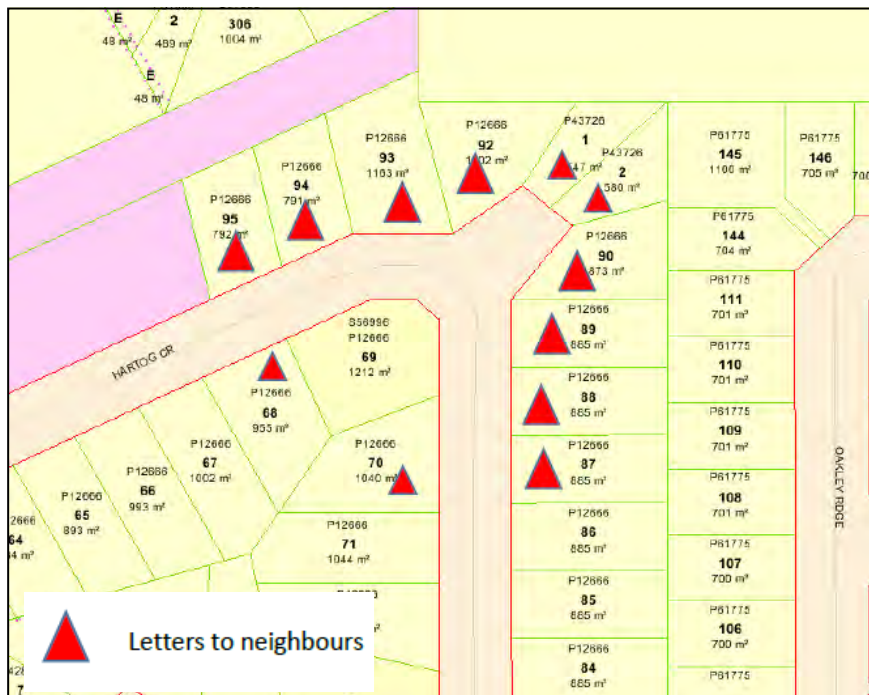 E
48 m²
2
489 m²
306
1004 m²
E
48 m²
P12666
93
1163 m²
P12666
92
P43726
1
P43726
2
580 m²
P61775
145
1100 m²
P61775
146
705 m²
P12666
94
791 m²
P12666
95
792 m²
P12666
90
873 m²
P61775
144
704 m²
P61775
111
701 m²
P12666
89
885 m²
S56996
P12666
69
1212 m²
HARTOG CR
P61775
110
701 m²
P12666
88
885 m²
P12666
68
955 m²
P61775
109
701 m²
P12666
87
885 m²
P12666
67
1002 m²
P12666
70
1040 m²
OAKLEY RDGE
P61775
108
701 m²
P12666
66
993 m²
P12666
65
893 m²
2666
64
P12666
86
885 m²
P12666
71
1044 m²
P61775
107
700 m²
P12666
85
885 m²
P61775
106
700 m²
Letters to neighbours
P12666
84
885 m²
P61775